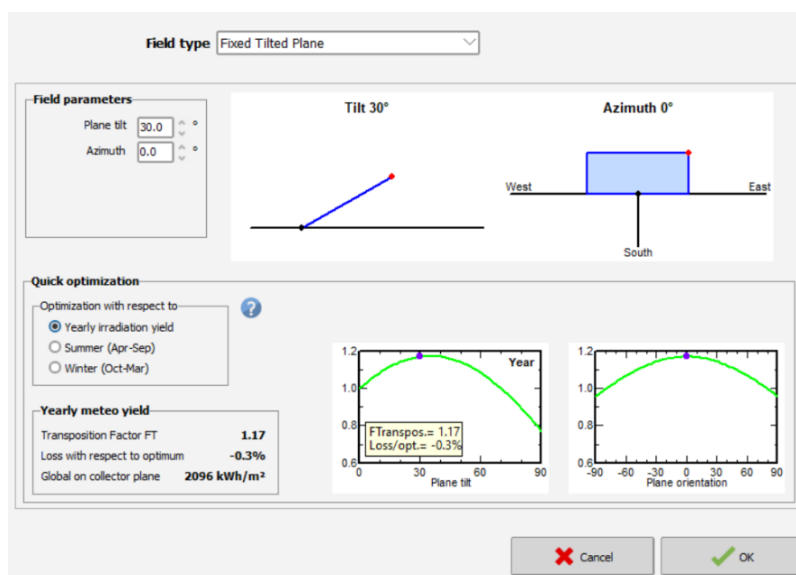 Field type Fixed Tilted Plane
Field parameters
Plane tilt 30.0 °
Azimuth 0.0 °
Tilt 30°
Azimuth 0°
West East
South
Quick optimization
Optimization with respect to
Yearly irradiation yield
Summer (Apr-Sep)
Winter (Oct-Mar)
?
Yearly meteo yield
Transposition Factor FT 1.17
Loss with respect to optimum -0.3%
Global on collector plane 2096 kWh/m²
1.2
Year
1.0
0.8
FTranspos.= 1.17
Loss/opt.= -0.3%
0.6
0 30 60 90
Plane tilt
1.2
1.0
0.8
0.6
-90 -60 -30 0 30 60 90
Plane orientation
Cancel OK